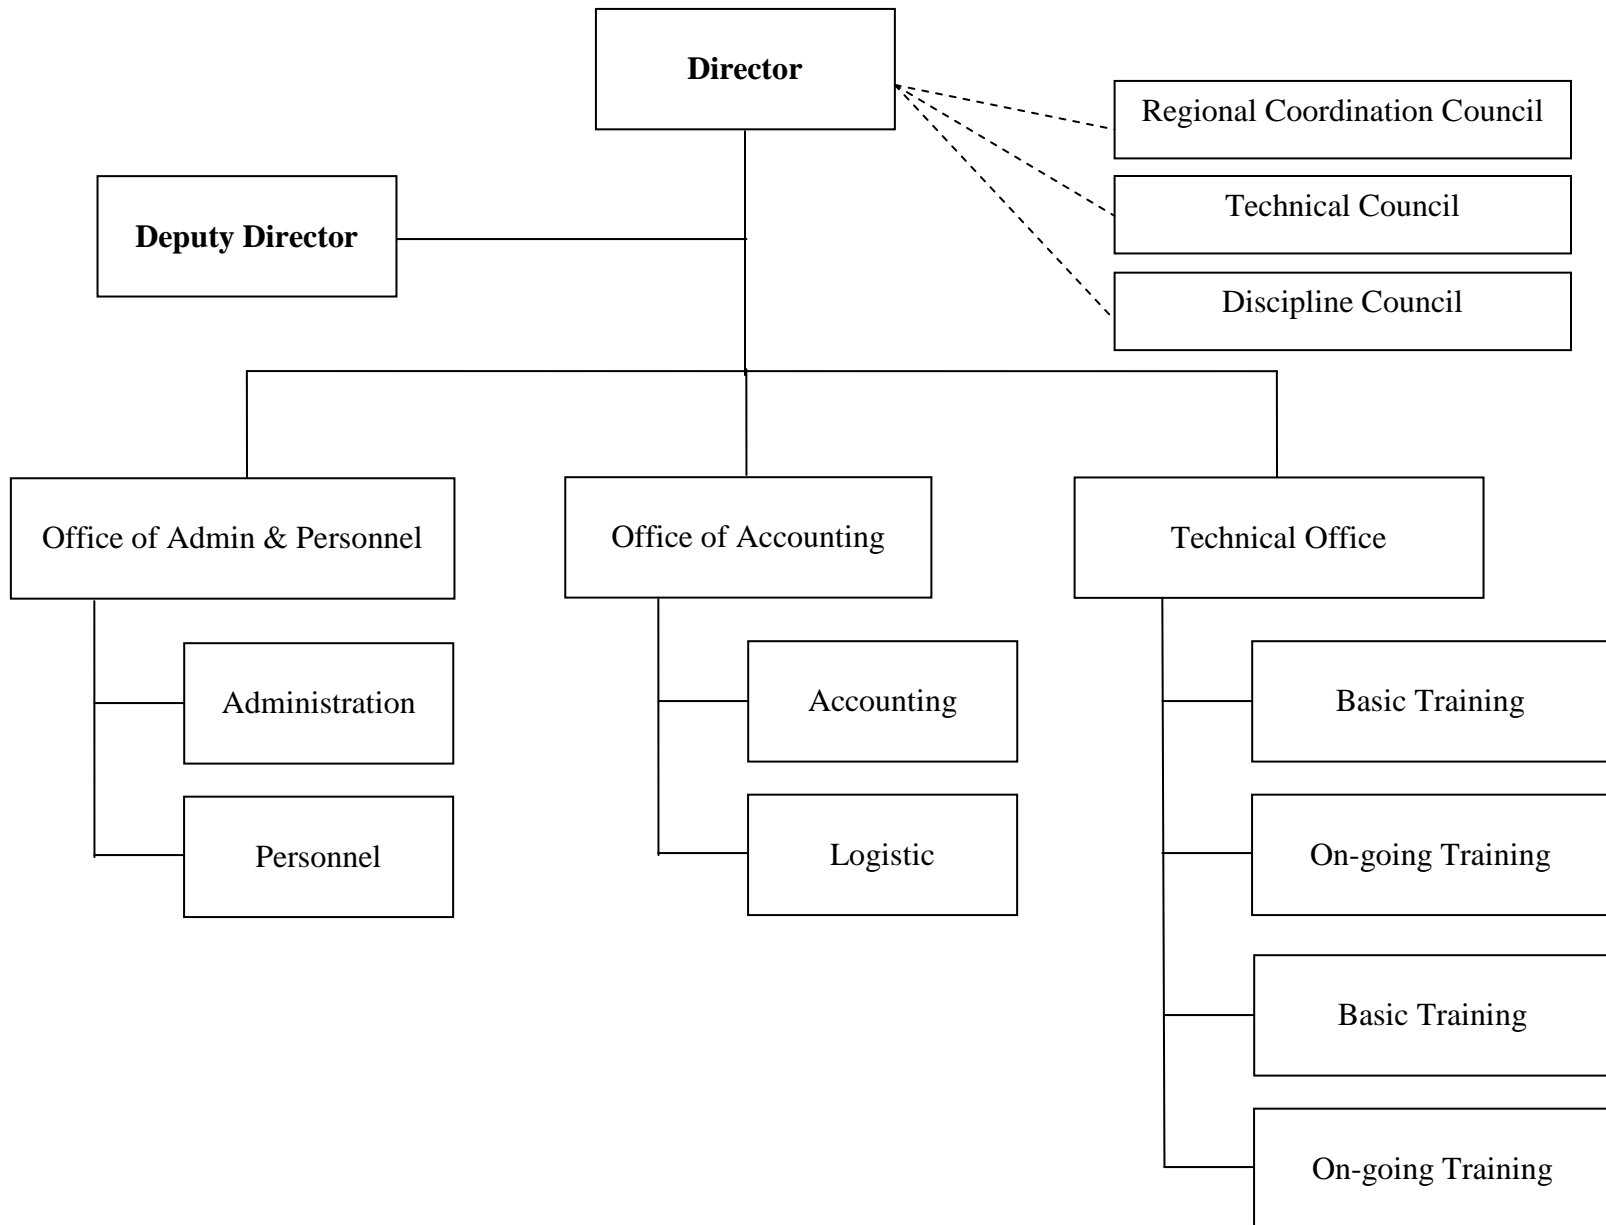 Director
Regional Coordination Council
Technical Council
Deputy Director
Discipline Council
Office of Admin & Personnel
Office of Accounting
Technical Office
Administration
Accounting
Basic Training
Personnel
Logistic
On-going Training
Basic Training
On-going Training